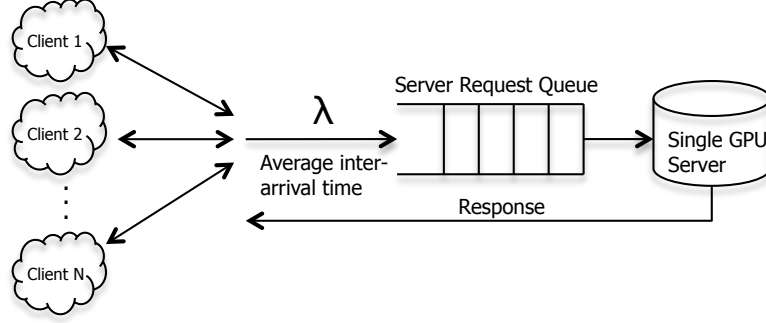 Client 1
Client 2
.
.
.
Client N
λ
Average inter-
arrival time
Server Request Queue
Single GPU
Server
Response